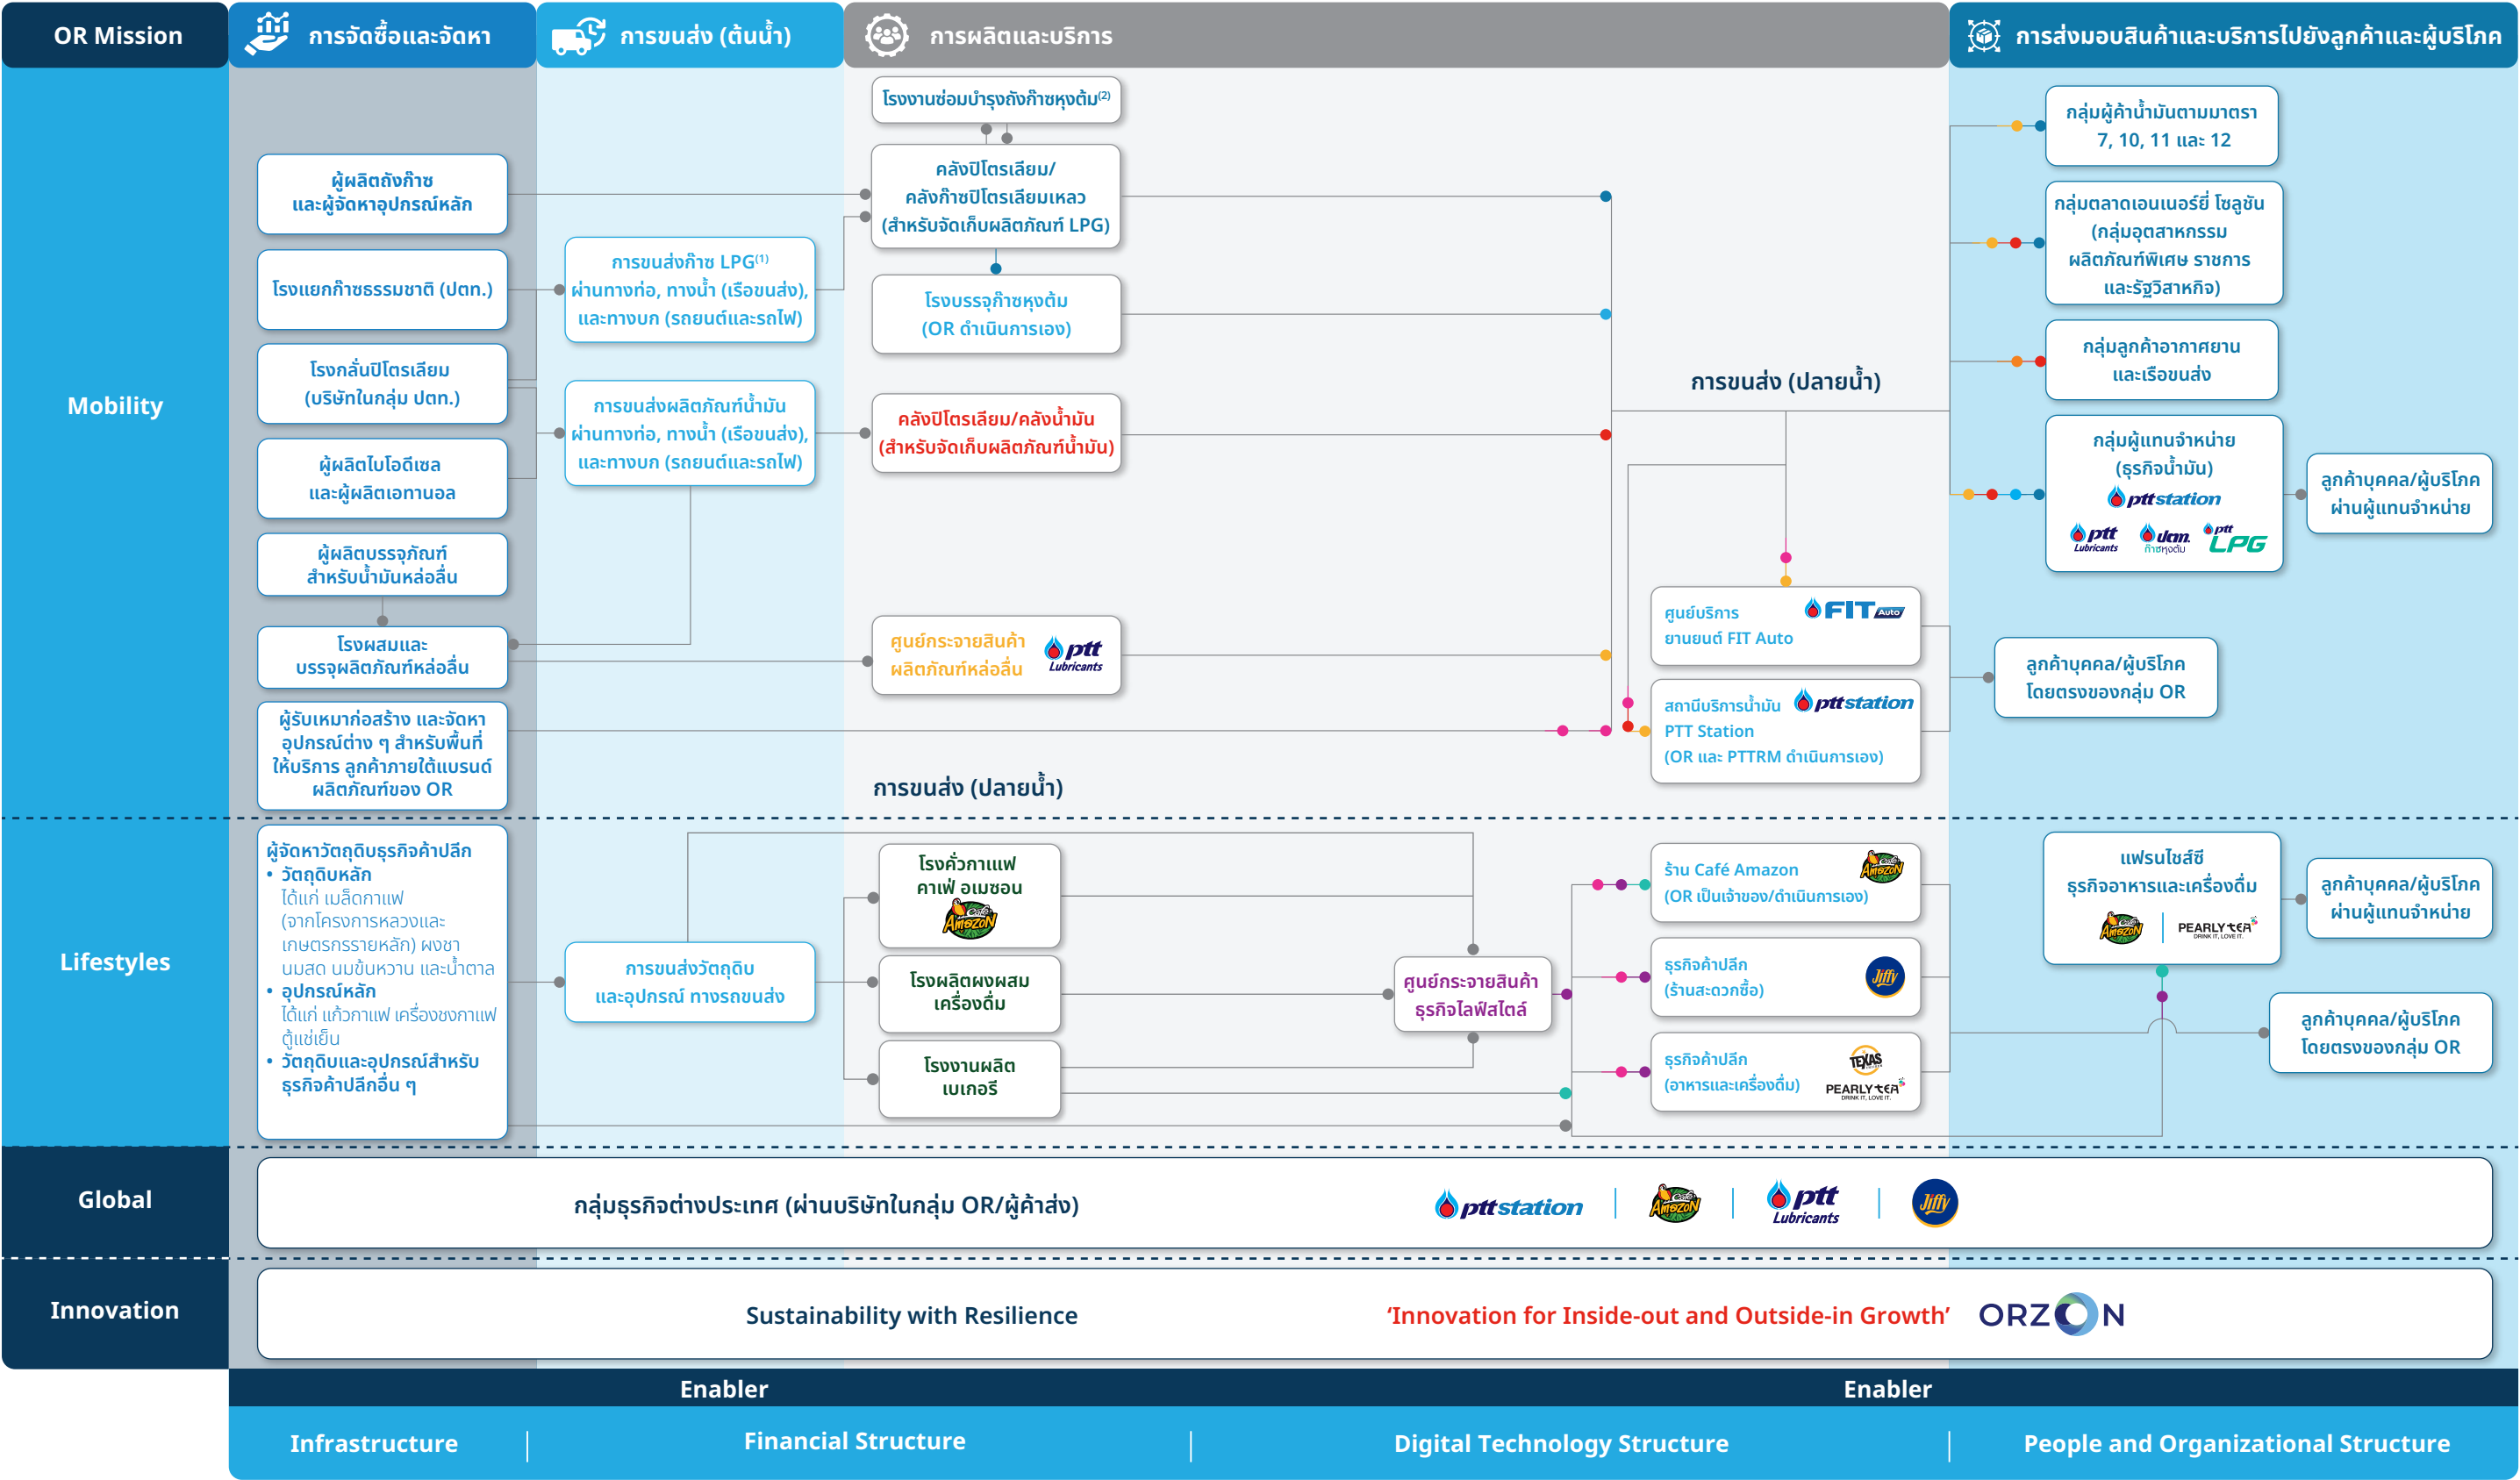 OR Mission
การจัดซื้อและจัดหา
การขนส่ง (ต้นน้ำ)
การผลิตและบริการ
การส่งมอบสินค้าและบริการไปยังลูกค้าและผู้บริโภค
Mobility
ผู้ผลิตถังก๊าซ
และผู้จัดหาอุปกรณ์หลัก
โรงแยกก๊าซธรรมชาติ (ปตท.)
โรงกลั่นปิโตรเลียม
(บริษัทในกลุ่ม ปตท.)
ผู้ผลิตไบโอดีเซล
และผู้ผลิตเอทานอล
ผู้ผลิตบรรจุภัณฑ์
สำหรับน้ำมันหล่อลื่น
โรงผสมและ
บรรจุผลิตภัณฑ์หล่อลื่น
ผู้รับเหมาก่อสร้าง และจัดหา
อุปกรณ์ต่าง ๆ สำหรับพื้นที่
ให้บริการ ลูกค้าภายใต้แบรนด์
ผลิตภัณฑ์ของ OR
การขนส่งก๊าซ LPG(1)
ผ่านทางท่อ, ทางน้ำ (เรือขนส่ง),
และทางบก (รถยนต์และรถไฟ)
การขนส่งผลิตภัณฑ์น้ำมัน
ผ่านทางท่อ, ทางน้ำ (เรือขนส่ง),
และทางบก (รถยนต์และรถไฟ)
โรงงานซ่อมบำรุงถังก๊าซหุงต้ม(2)
คลังปิโตรเลียม/
คลังก๊าซปิโตรเลียมเหลว
(สำหรับจัดเก็บผลิตภัณฑ์ LPG)
โรงบรรจุก๊าซหุงต้ม
(OR ดำเนินการเอง)
คลังปิโตรเลียม/คลังน้ำมัน
(สำหรับจัดเก็บผลิตภัณฑ์น้ำมัน)
ศูนย์กระจายสินค้า
ผลิตภัณฑ์หล่อลื่น
ptt
Lubricants
การขนส่ง (ปลายน้ำ)
ศูนย์บริการ
ยานยนต์ FIT Auto
FIT Auto
สถานีบริการน้ำมัน
PTT Station
(OR และ PTTRM ดำเนินการเอง)
ptt station
การขนส่ง (ปลายน้ำ)
กลุ่มผู้ค้าน้ำมันตามมาตรา
7, 10, 11 และ 12
กลุ่มตลาดเอนเนอร์ยี่ โซลูชัน
(กลุ่มอุตสาหกรรม
ผลิตภัณฑ์พิเศษ ราชการ
และรัฐวิสาหกิจ)
กลุ่มลูกค้าอากาศยาน
และเรือขนส่ง
กลุ่มผู้แทนจำหน่าย
(ธุรกิจน้ำมัน)
ptt station
ptt
Lubricants
ปตท.
ก๊าซหุงต้ม
ptt
LPG
ลูกค้าบุคคล/ผู้บริโภค
ผ่านผู้แทนจำหน่าย
ลูกค้าบุคคล/ผู้บริโภค
โดยตรงของกลุ่ม OR
Lifestyles
ผู้จัดหาวัตถุดิบธุรกิจค้าปลีก
• วัตถุดิบหลัก
ได้แก่ เมล็ดกาแฟ
(จากโครงการหลวงและ
เกษตรกรรายหลัก) ผงชา
นมสด นมข้นหวาน และน้ำตาล
• อุปกรณ์หลัก
ได้แก่ แก้วกาแฟ เครื่องชงกาแฟ
ตู้แช่เย็น
• วัตถุดิบและอุปกรณ์สำหรับ
ธุรกิจค้าปลีกอื่น ๆ
การขนส่งวัตถุดิบ
และอุปกรณ์ ทางรถขนส่ง
โรงคั่วกาแฟ
คาเฟ่ อเมซอน
Café
Amazon
โรงผลิตผงผสม
เครื่องดื่ม
โรงงานผลิต
เบเกอรี
ศูนย์กระจายสินค้า
ธุรกิจไลฟ์สไตล์
ร้าน Café Amazon
(OR เป็นเจ้าของ/ดำเนินการเอง)
Café
Amazon
ธุรกิจค้าปลีก
(ร้านสะดวกซื้อ)
Jiffy
ธุรกิจค้าปลีก
(อาหารและเครื่องดื่ม)
TEXAS
PEARLY TEA
DRINK IT, LOVE IT.
แฟรนไชส์ซี
ธุรกิจอาหารและเครื่องดื่ม
Café
Amazon
PEARLY TEA
DRINK IT, LOVE IT.
ลูกค้าบุคคล/ผู้บริโภค
ผ่านผู้แทนจำหน่าย
ลูกค้าบุคคล/ผู้บริโภค
โดยตรงของกลุ่ม OR
Global
กลุ่มธุรกิจต่างประเทศ (ผ่านบริษัทในกลุ่ม OR/ผู้ค้าส่ง)
ptt station
Café
Amazon
ptt
Lubricants
Jiffy
Innovation
Sustainability with Resilience
‘Innovation for Inside-out and Outside-in Growth’
ORZON
Enabler
Enabler
Infrastructure
Financial Structure
Digital Technology Structure
People and Organizational Structure